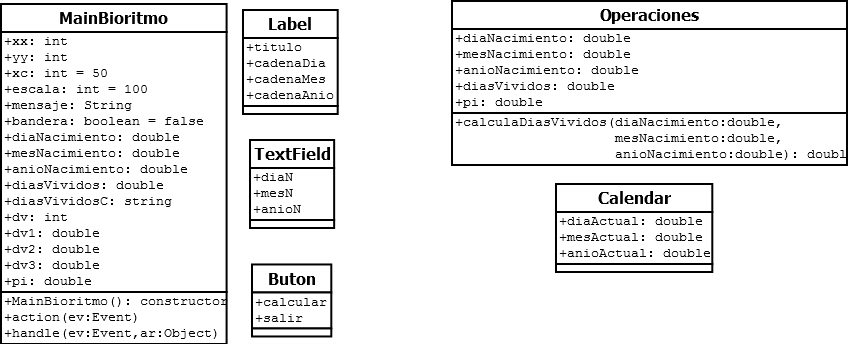 MainBioritmo
+xx: int
+yy: int
+xc: int = 50
+escala: int = 100
+mensaje: String
+bandera: boolean = false
+diaNacimiento: double
+mesNacimiento: double
+anioNacimiento: double
+diasVividos: double
+diasVividosC: string
+dv: int
+dv1: double
+dv2: double
+dv3: double
+pi: double
+MainBioritmo(): constructor
+action(ev:Event)
+handle(ev:Event,ar:Object)
Label
+titulo
+cadenaDia
+cadenaMes
+cadenaAnio
TextField
+diaN
+mesN
+anioN
Buton
+calcular
+salir
Operaciones
+diaNacimiento: double
+mesNacimiento: double
+anioNacimiento: double
+diasVividos: double
+pi: double
+calculaDiasVividos(diaNacimiento:double,
mesNacimiento:double,
anioNacimiento:double): doubl
Calendar
+diaActual: double
+mesActual: double
+anioActual: double